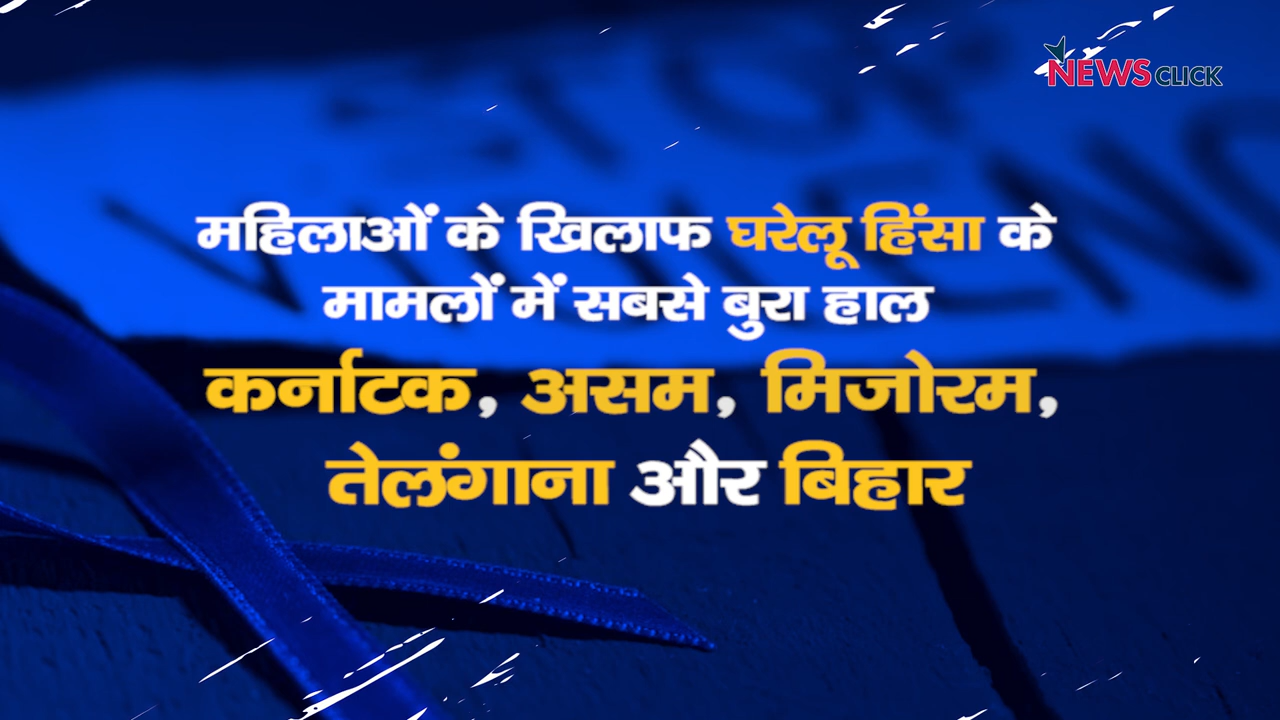 NEWSCLICK
महिलाओं के खिलाफ घरेलू हिंसा के
मामलों में सबसे बुरा हाल
कर्नाटक, असम, मिजोरम,
तेलंगाना और बिहार